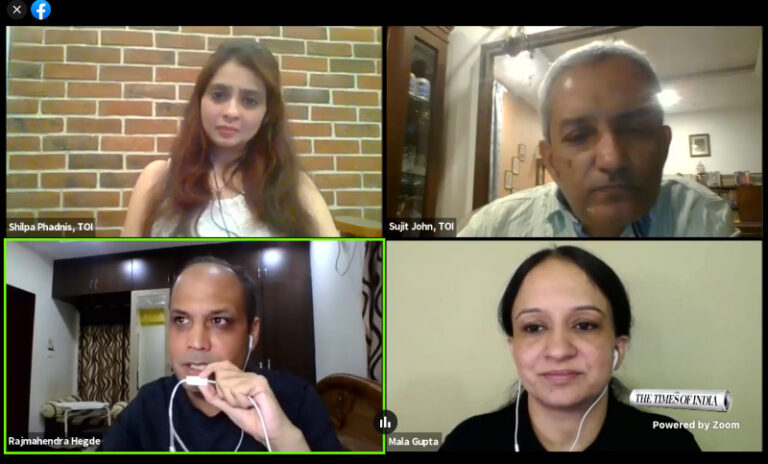 Shilpa Phadnis, TOI
Sujit John, TOI
Rajmahendra Hegde
Mala Gupta
THE TIMES OF INDIA
Powered by Zoom